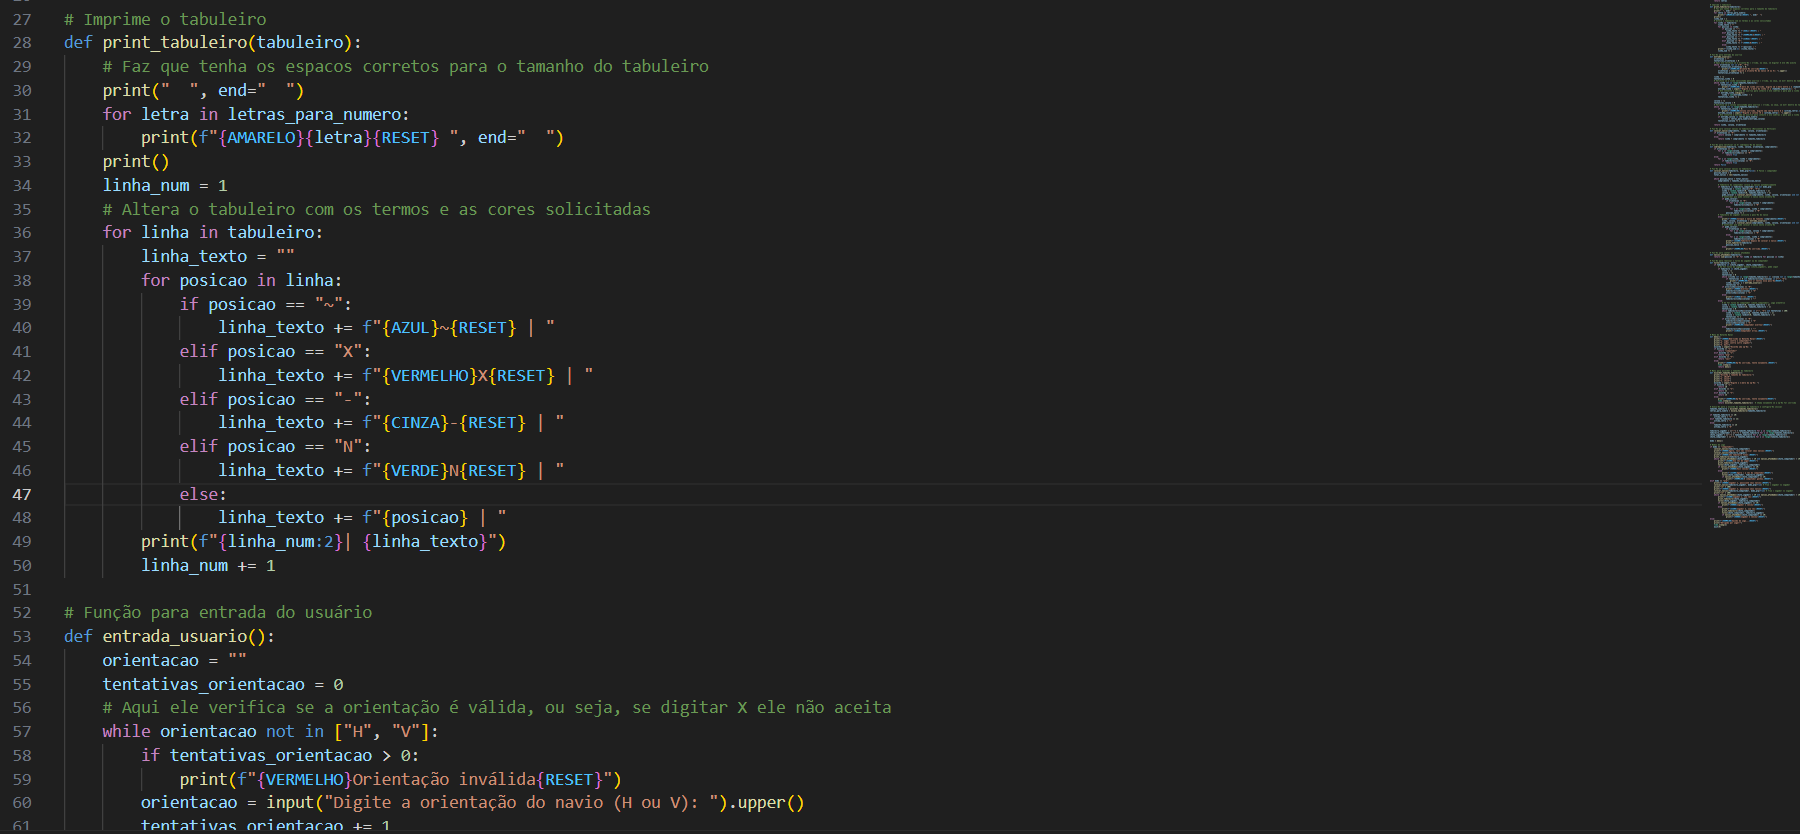 27 # Imprime o tabuleiro
28 def print_tabuleiro(tabuleiro):
29     # Faz que tenha os espacos corretos para o tamanho do tabuleiro
30     print("  ", end="  ")
31     for letra in letras_para_numero:
32         print(f"{AMARELO}{letra}{RESET} ", end="  ")
33     print()
34     linha_num = 1
35     # Altera o tabuleiro com os termos e as cores solicitadas
36     for linha in tabuleiro:
37         linha_texto = ""
38         for posicao in linha:
39             if posicao == "~":
40                 linha_texto += f"{AZUL}~{RESET} | "
41             elif posicao == "X":
42                 linha_texto += f"{VERMELHO}X{RESET} | "
43             elif posicao == "-":
44                 linha_texto += f"{CINZA}-{RESET} | "
45             elif posicao == "N":
46                 linha_texto += f"{VERDE}N{RESET} | "
47             else:
48                 linha_texto += f"{posicao} | "
49         print(f"{linha_num:2}| {linha_texto}")
50         linha_num += 1
51
52 # Função para entrada do usuário
53 def entrada_usuario():
54     orientacao = ""
55     tentativas_orientacao = 0
56     # Aqui ele verifica se a orientação é válida, ou seja, se digitar X ele não aceita
57     while orientacao not in ["H", "V"]:
58         if tentativas_orientacao > 0:
59             print(f"{VERMELHO}Orientação inválida{RESET}")
60         orientacao = input("Digite a orientação do navio (H ou V): ").upper()
61         tentativas_orientacao += 1